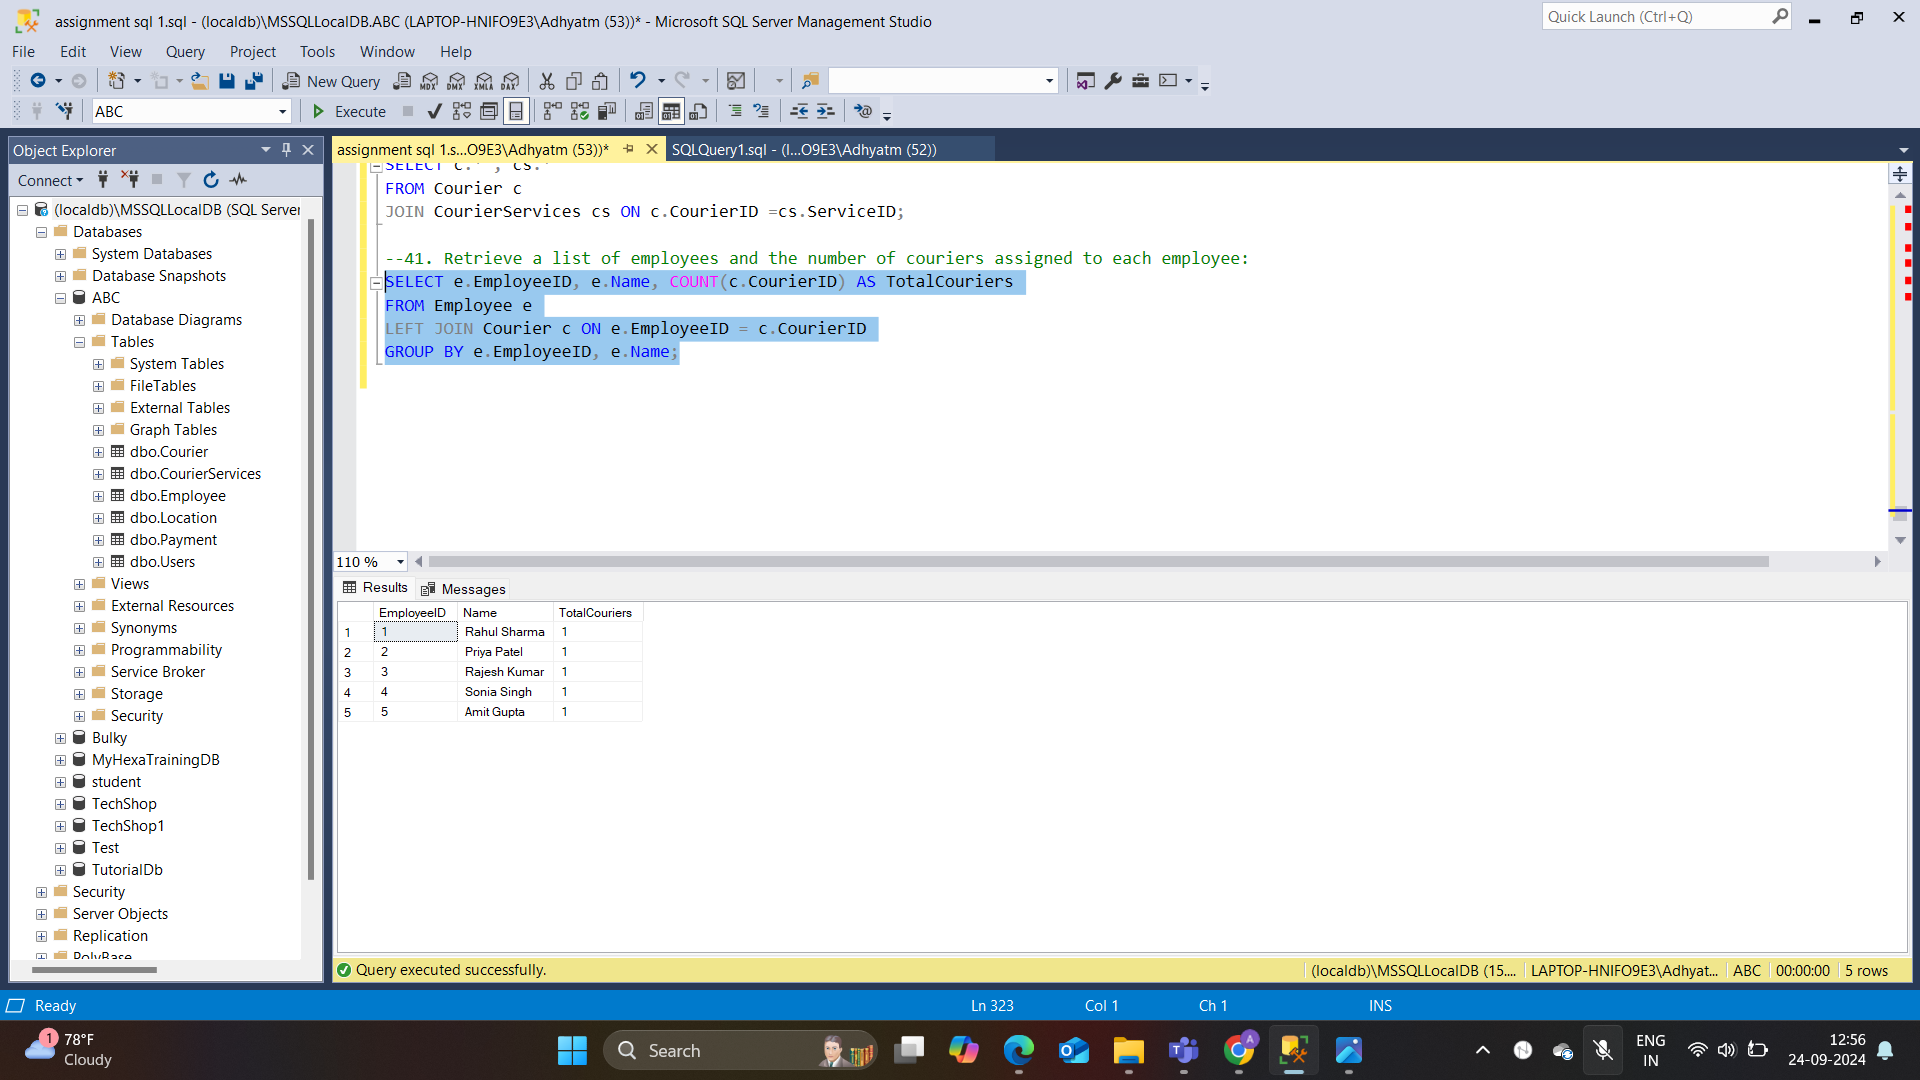 assignment sql 1.sql - (localdb)\MSSQLLocalDB.ABC (LAPTOP-HNIFO9E3\Adhyatm (53))* - Microsoft SQL Server Management Studio
Quick Launch (Ctrl+Q)
File Edit View Query Project Tools Window Help
New Query MDX DMX XMLA DAX
ABC Execute
Object Explorer
assignment sql 1.s...O9E3\Adhyatm (53))*
SQLQuery1.sql - (l...O9E3\Adhyatm (52))
Connect
(localdb)\MSSQLLocalDB (SQL Server
Databases
System Databases
Database Snapshots
ABC
Database Diagrams
Tables
System Tables
FileTables
External Tables
Graph Tables
dbo.Courier
dbo.CourierServices
dbo.Employee
dbo.Location
dbo.Payment
dbo.Users
Views
External Resources
Synonyms
Programmability
Service Broker
Storage
Security
Bulky
MyHexaTrainingDB
student
TechShop
TechShop1
Test
TutorialDb
Security
Server Objects
Replication
PolyBase
SELECT c.*, cs.*
FROM Courier c
JOIN CourierServices cs ON c.CourierID =cs.ServiceID;
--41. Retrieve a list of employees and the number of couriers assigned to each employee:
SELECT e.EmployeeID, e.Name, COUNT(c.CourierID) AS TotalCouriers
FROM Employee e
LEFT JOIN Courier c ON e.EmployeeID = c.CourierID
GROUP BY e.EmployeeID, e.Name;
110 %
Results Messages
EmployeeID Name TotalCouriers
1 1 Rahul Sharma 1
2 2 Priya Patel 1
3 3 Rajesh Kumar 1
4 4 Sonia Singh 1
5 5 Amit Gupta 1
Query executed successfully. (localdb)\MSSQLLocalDB (15.... LAPTOP-HNIFO9E3\Adhyat... ABC 00:00:00 5 rows
Ready Ln 323 Col 1 Ch 1 INS
1
78°F
Cloudy
Search
A
ENG
IN
12:56
24-09-2024